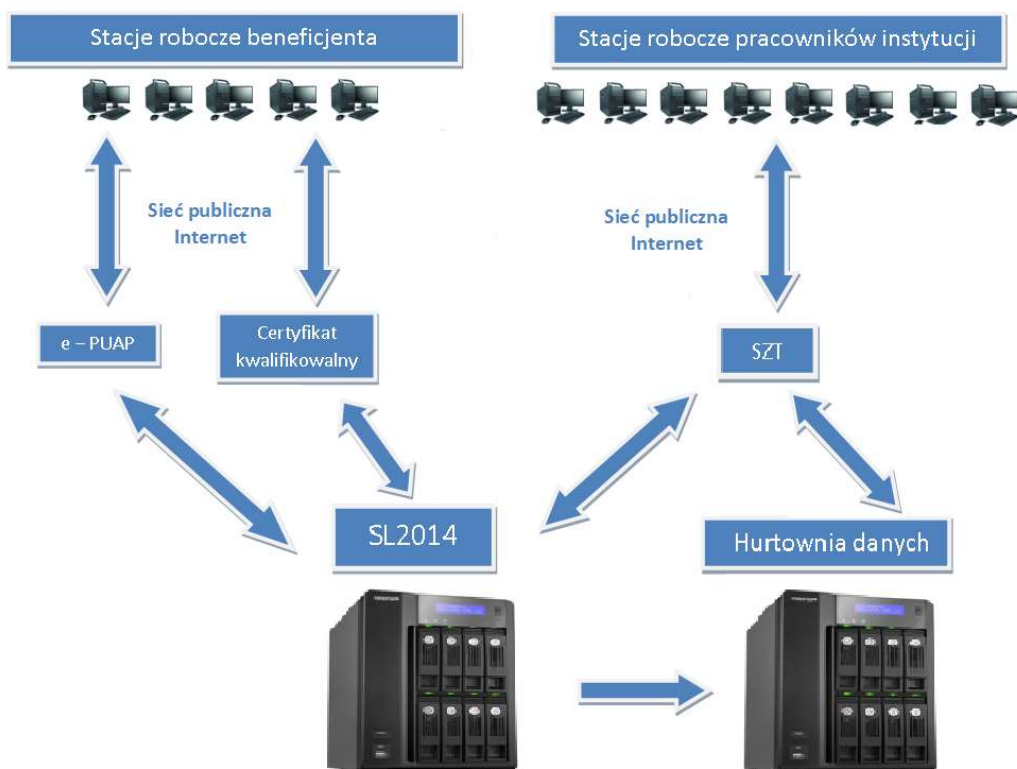 Stacje robocze beneficjenta
Stacje robocze pracowników instytucji
Sieć publiczna
Internet
Sieć publiczna
Internet
e – PUAP
Certyfikat
kwalifikowalny
SZT
SL2014
Hurtownia danych